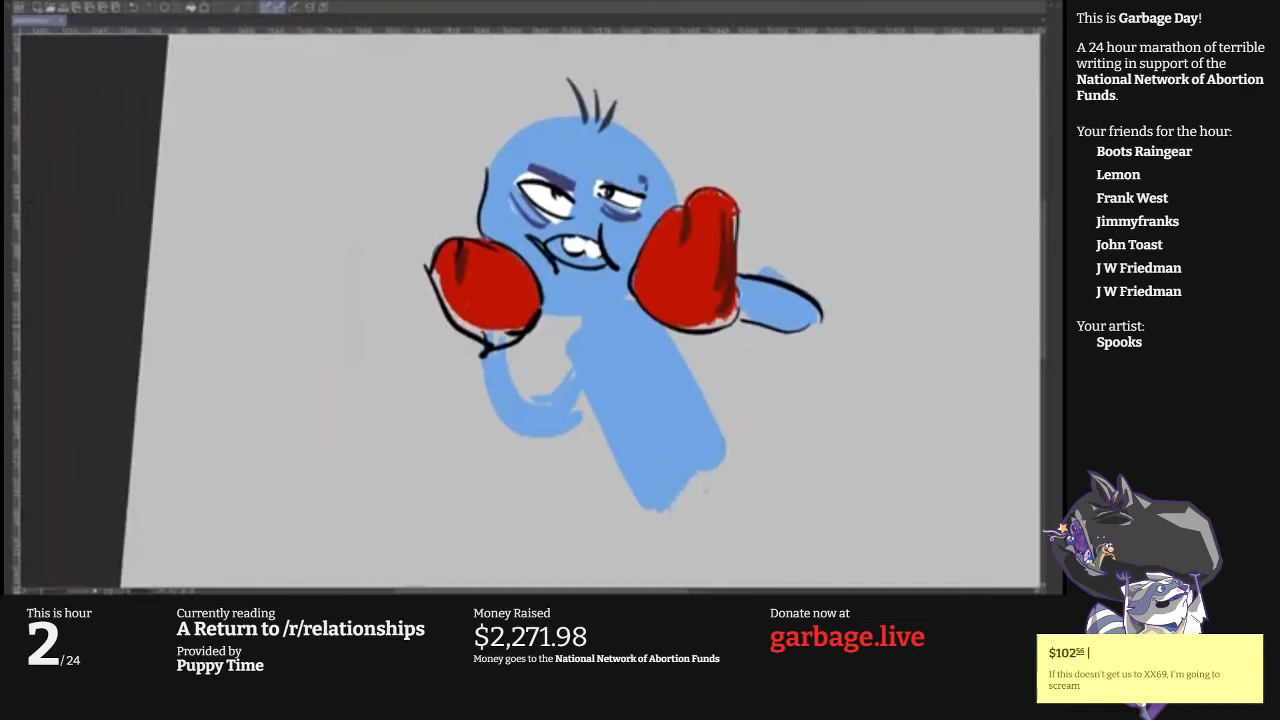 This is Garbage Day!
A 24 hour marathon of terrible
writing in support of the
National Network of Abortion
Funds.
Your friends for the hour:
Boots Raingear
Lemon
Frank West
Jimmyfranks
John Toast
J W Friedman
J W Friedman
Your artist:
Spooks
This is hour
2/24
Currently reading
A Return to /r/relationships
Provided by
Puppy Time
Money Raised
$2,271.98
Money goes to the National Network of Abortion Funds
Donate now at
garbage.live
$102.56 |
If this doesn't get us to XX69, I'm going to
scream